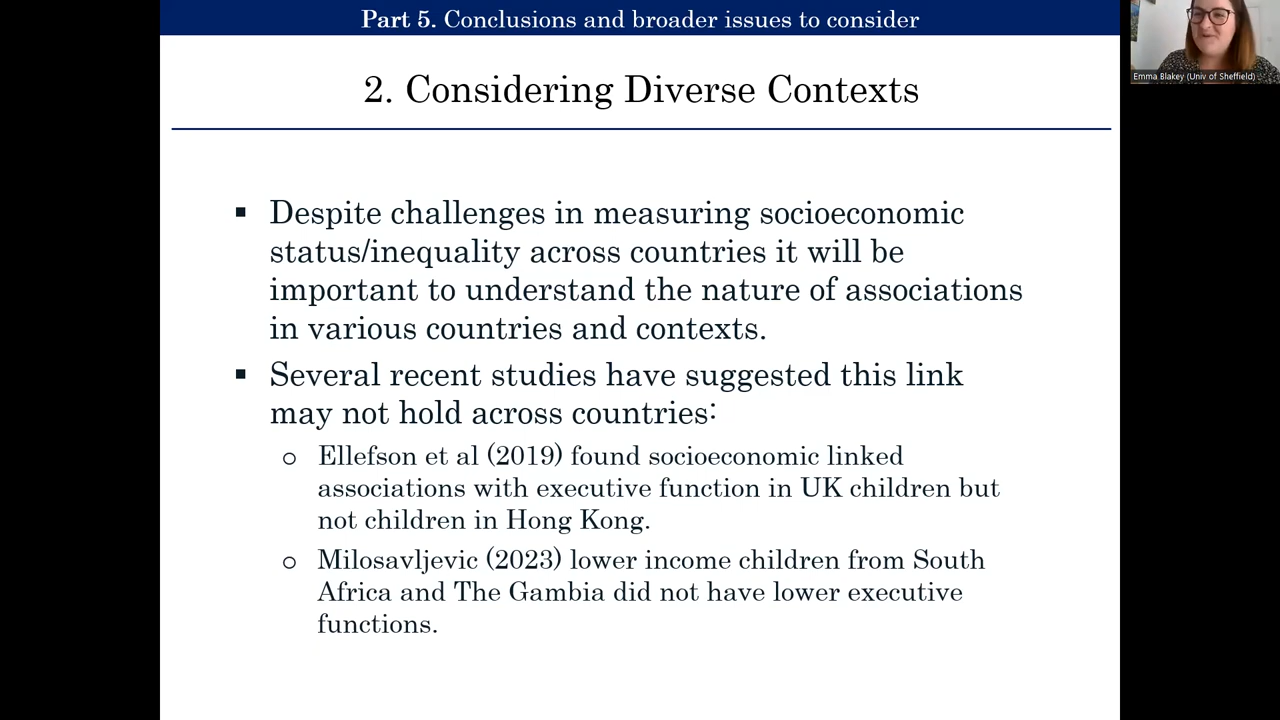 Part 5. Conclusions and broader issues to consider
Emma Blakey (Univ of Sheffield)
2. Considering Diverse Contexts
▪ Despite challenges in measuring socioeconomic
status/inequality across countries it will be
important to understand the nature of associations
in various countries and contexts.
▪ Several recent studies have suggested this link
may not hold across countries:
o Ellefson et al (2019) found socioeconomic linked
associations with executive function in UK children but
not children in Hong Kong.
o Milosavljevic (2023) lower income children from South
Africa and The Gambia did not have lower executive
functions.